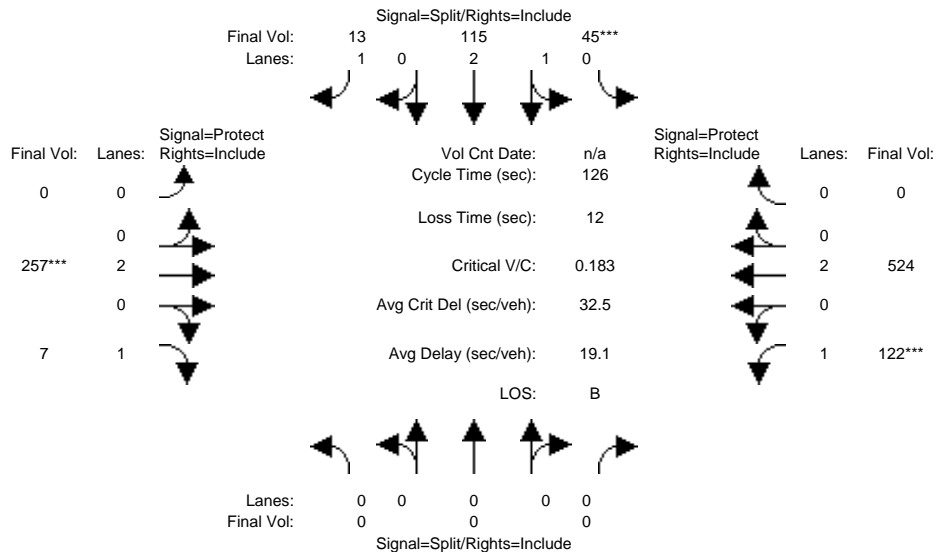 Signal=Split/Rights=Include
Final Vol: 13 115 45***
Lanes: 1 0 2 1 0
Signal=Protect Signal=Protect
Final Vol: Lanes: Rights=Include Vol Cnt Date: n/a Rights=Include Lanes: Final Vol:
Cycle Time (sec): 126
0 0 0 0
Loss Time (sec): 12
0 0
257*** 2 Critical V/C: 0.183 2 524
0 Avg Crit Del (sec/veh): 32.5 0
7 1 Avg Delay (sec/veh): 19.1 1 122***
LOS: B
Lanes: 0 0 0 0 0
Final Vol: 0 0 0
Signal=Split/Rights=Include